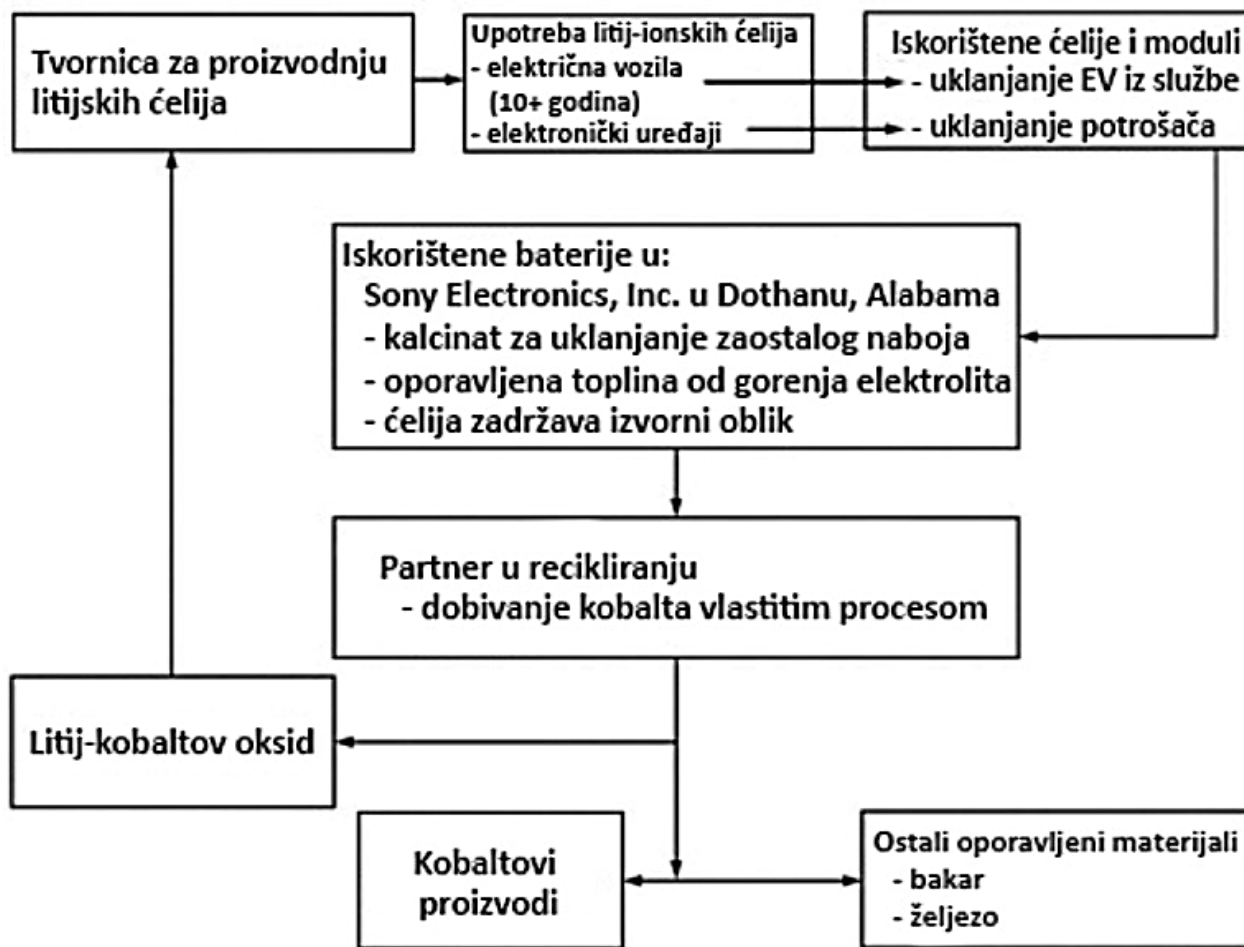 Tvornica za proizvodnju
litijskih ćelija
Upotreba litij-ionskih ćelija
- električna vozila
(10+ godina)
- elektronički uređaji
Iskorištene ćelije i moduli
- uklanjanje EV iz službe
- uklanjanje potrošača
Iskorištene baterije u:
Sony Electronics, Inc. u Dothanu, Alabama
- kalcinat za uklanjanje zaostalog naboja
- oporavljena toplina od gorenja elektrolita
- ćelija zadržava izvorni oblik
Partner u recikliranju
- dobivanje kobalta vlastitim procesom
Litij-kobaltov oksid
Kobaltovi
proizvodi
Ostali oporavljeni materijali
- bakar
- željezo